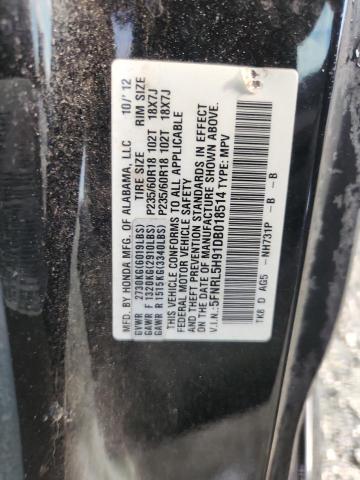 MFD. BY HONDA MFG. OF ALABAMA, LLC 10/ 12
TIRE SIZE RIM SIZE
GVWR 2730KG(6019LBS)
GAWR F 1320KG(2910LBS) P235/60R18 102T 18X7J
GAWR R 1515KG(3340LBS) P235/60R18 102T 18X7J
THIS VEHICLE CONFORMS TO ALL APPLICABLE
FEDERAL MOTOR VEHICLE SAFETY
AND THEFT PREVENTION STANDARDS IN EFFECT
ON THE DATE OF MANUFACTURE SHOWN ABOVE.
V.I.N.: 5FNRL5H91DB018514 TYPE: MPV
TK8 D AG5 -NH731P -B -B